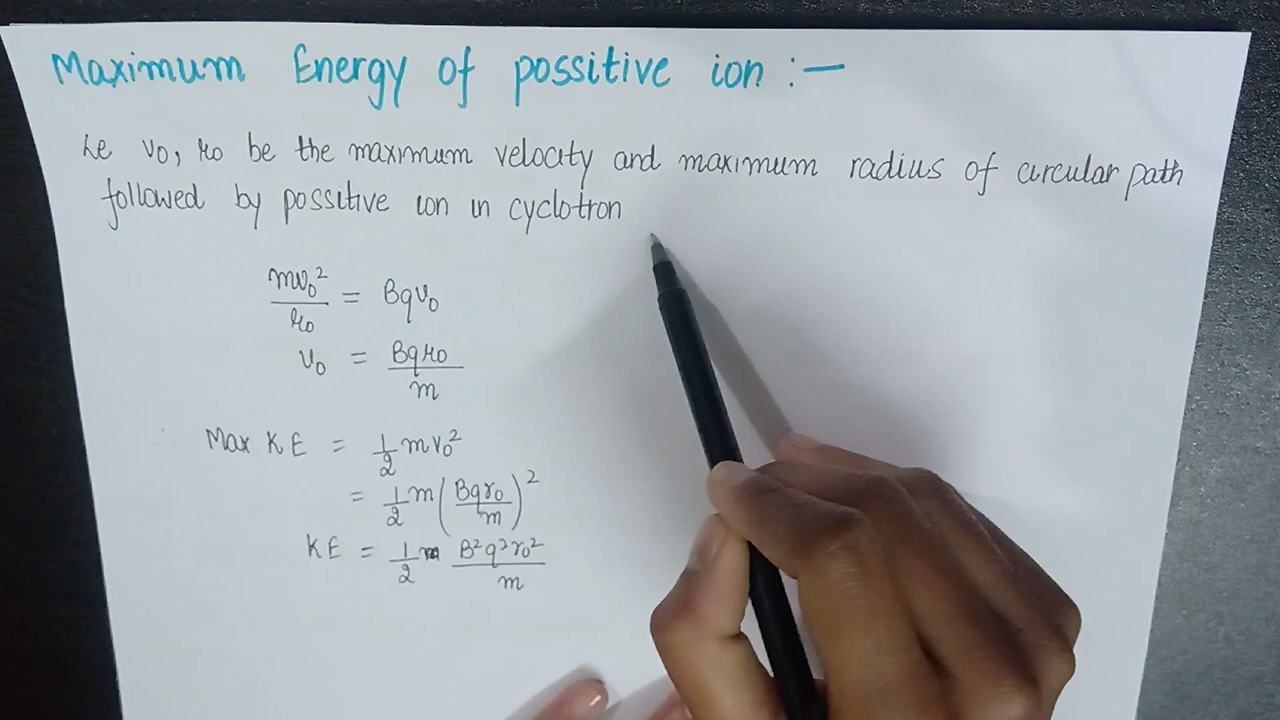 Maximum Energy of possitive ion :-
Le v₀, r₀ be the maximum velocity and maximum radius of circular path
followed by possitive ion in cyclotron
mv₀²/r₀ = Bqv₀
v₀ = Bqr₀/m
Max KE = 1/2 mv₀²
= 1/2 m(Bqr₀/m)²
KE = 1/2 B²q²r₀²/m